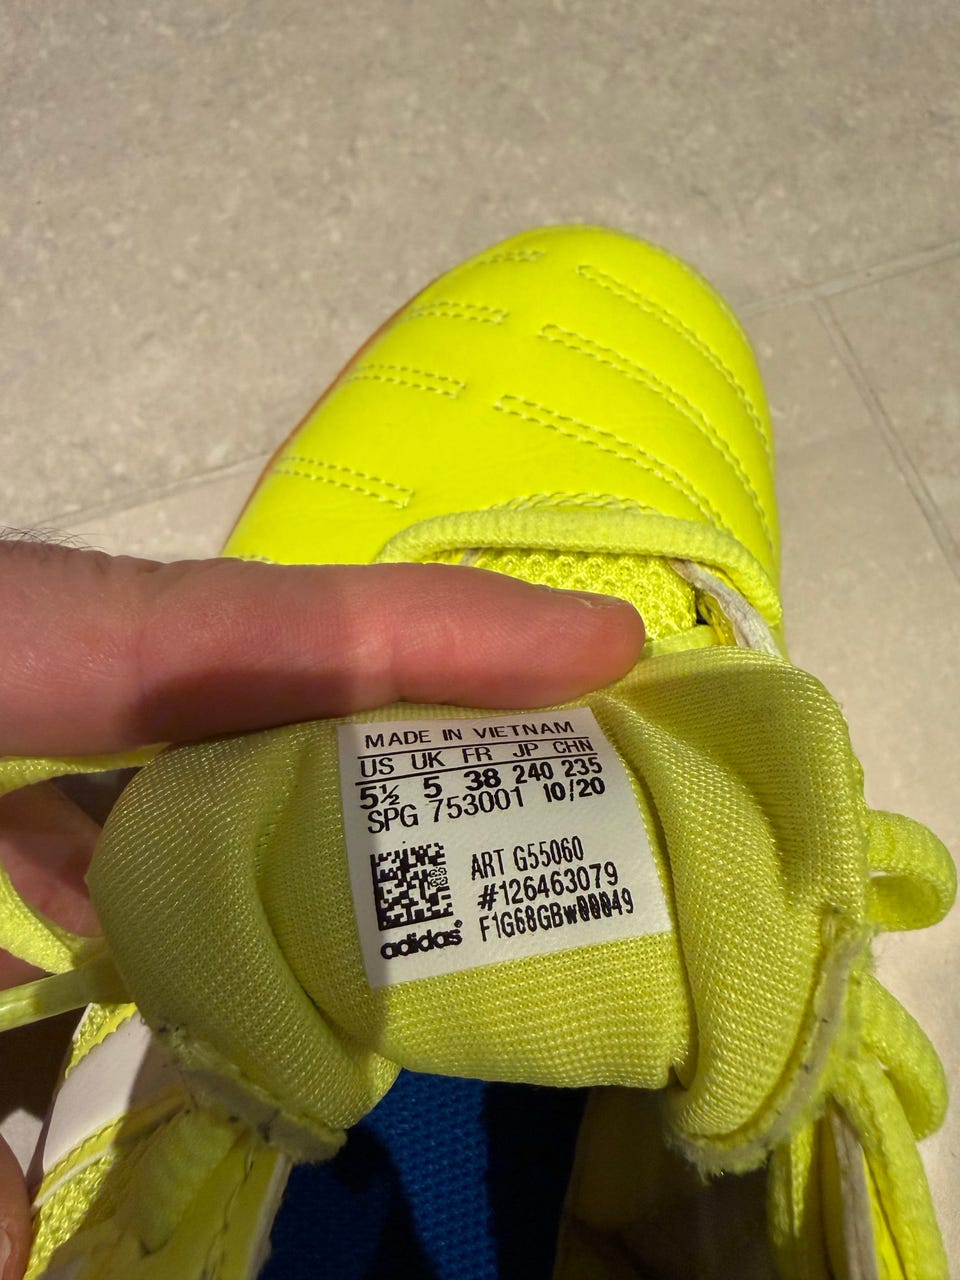 MADE IN VIETNAM
US UK FR JP CHN
5½ 5 38 240 235
SPG 753001 10/20
ART G55060
#126463079
adidas®